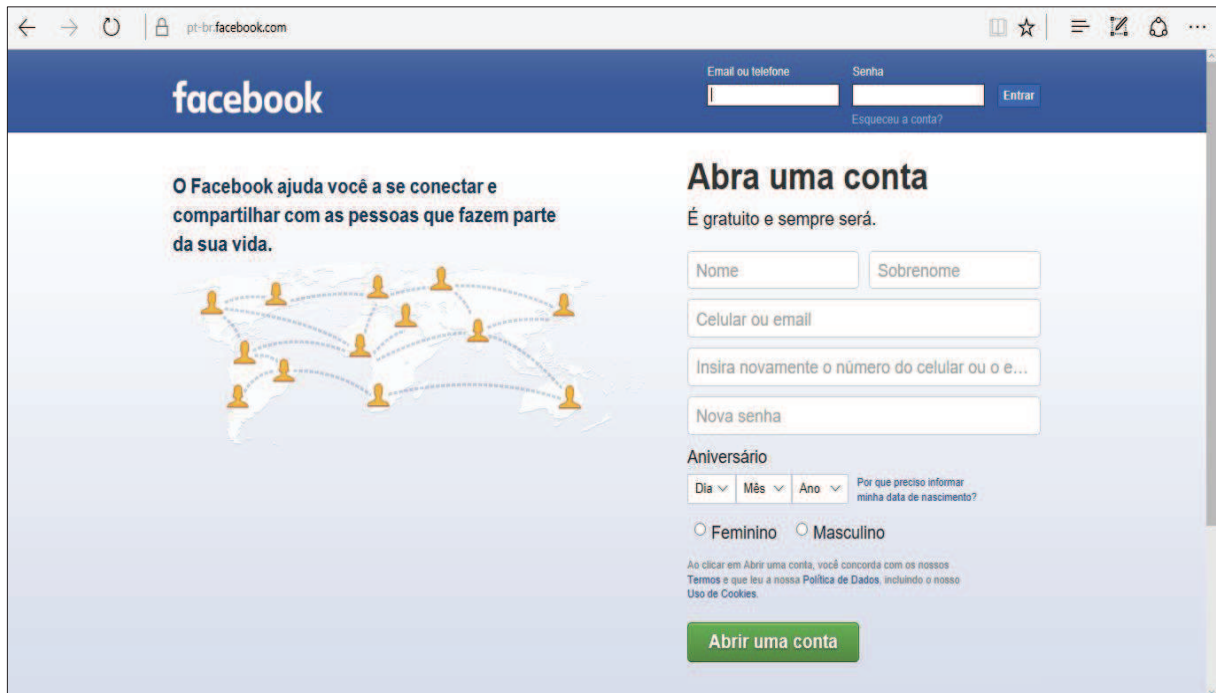 pt-br.facebook.com
facebook
Email ou telefone
Senha
Entrar
Esqueceu a conta?
O Facebook ajuda você a se conectar e
compartilhar com as pessoas que fazem parte
da sua vida.
Abra uma conta
É gratuito e sempre será.
Nome
Sobrenome
Celular ou email
Insira novamente o número do celular ou o e...
Nova senha
Aniversário
Dia
Mês
Ano
Por que preciso informar
minha data de nascimento?
Feminino
Masculino
Ao clicar em Abrir uma conta, você concorda com os nossos
Termos e que leu a nossa Política de Dados, incluindo o nosso
Uso de Cookies.
Abrir uma conta